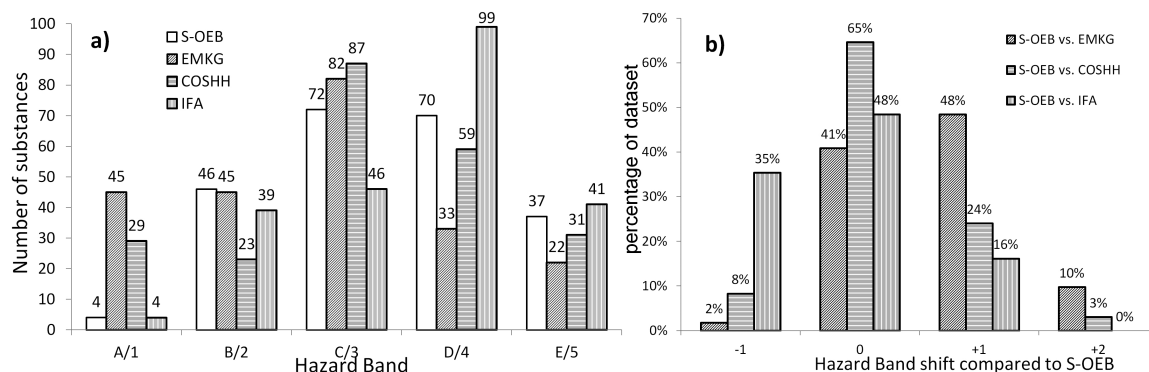 a)
Number of substances
100
90
80
70
60
50
40
30
20
10
0
S-OEB
EMKG
COSHH
IFA
4 45 29 4
46 45 23 39
72 82 87 46
70 33 59 99
37 22 31 41
A/1 B/2 C/3 D/4 E/5
Hazard Band
b)
percentage of dataset
70%
60%
50%
40%
30%
20%
10%
0%
S-OEB vs. EMKG
S-OEB vs. COSHH
S-OEB vs. IFA
2% 8% 35%
41% 65% 48%
48% 24% 16%
10% 3% 0%
-1 0 +1 +2
Hazard Band shift compared to S-OEB